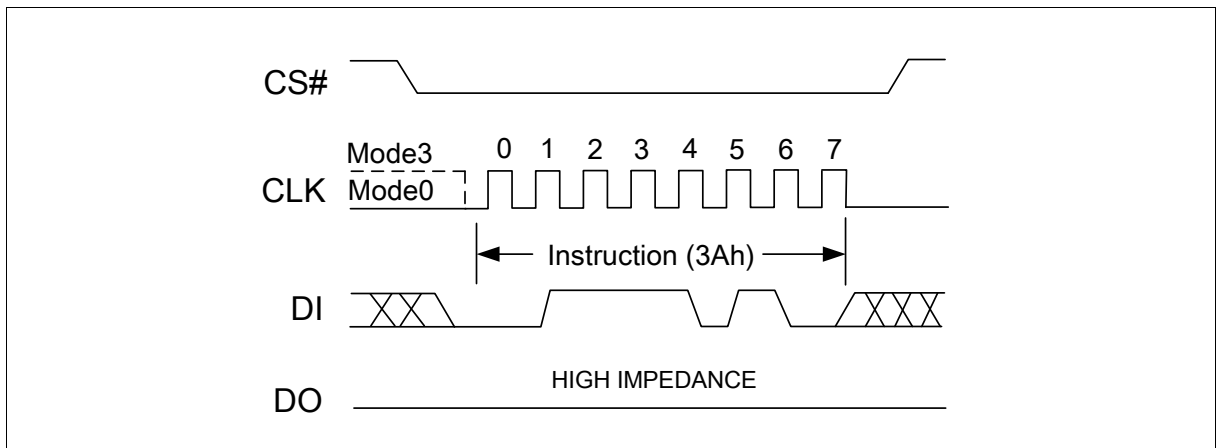 CS#
Mode3 0 1 2 3 4 5 6 7
CLK Mode0
Instruction (3Ah)
DI
HIGH IMPEDANCE
DO